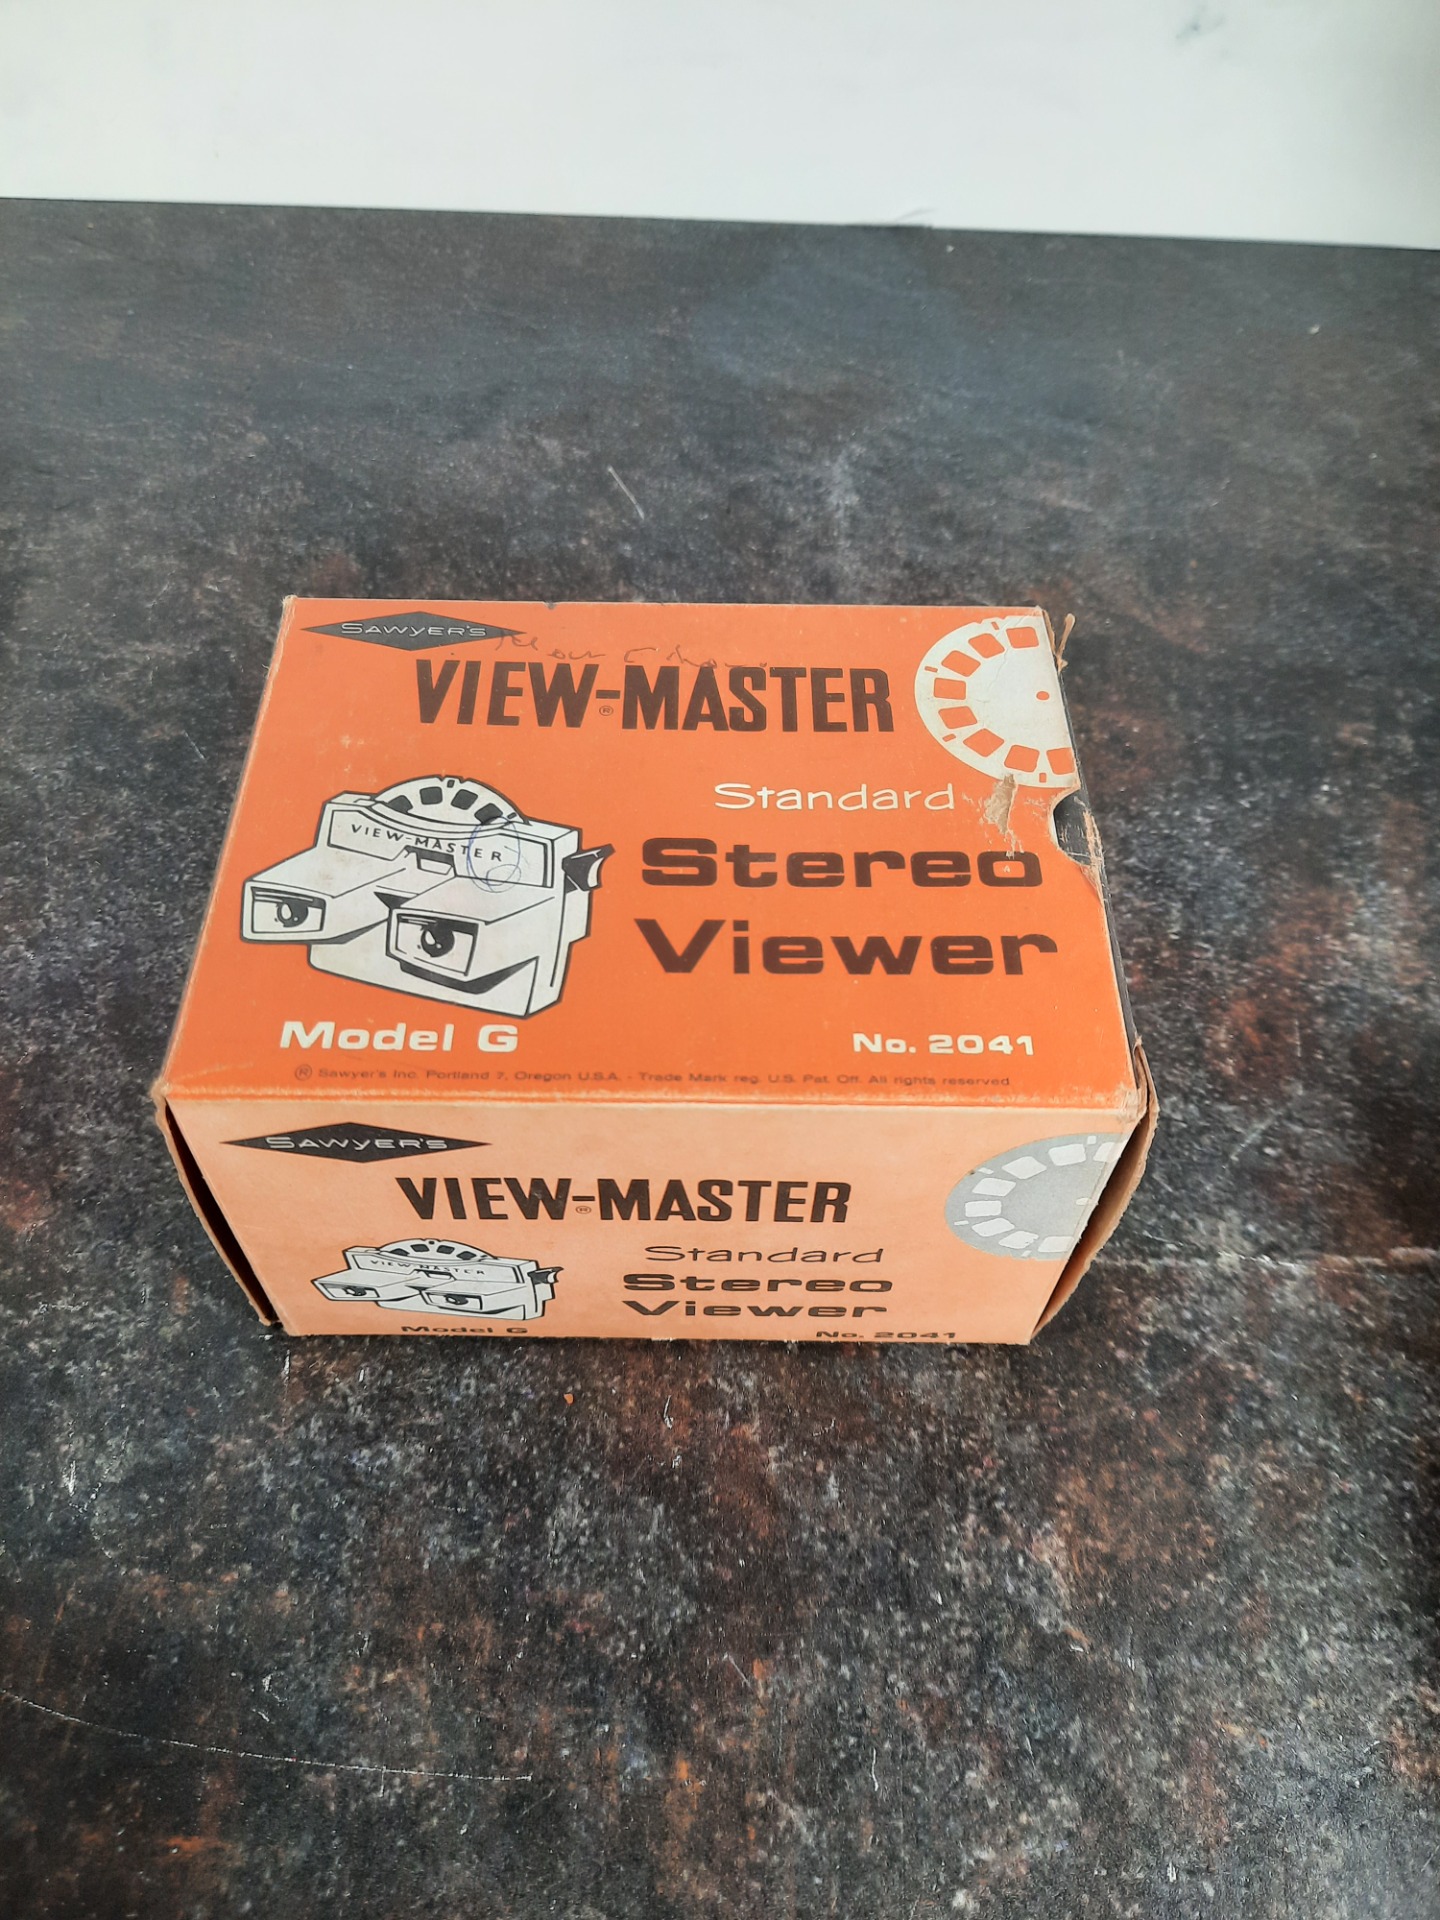 SAWYER'S
VIEW-MASTER
®
VIEW-MASTER
Standard
Stereo
Viewer
Model G
No. 2041
® Sawyer's Inc. Portland 7, Oregon U.S.A. - Trade Mark reg. U.S. Pat. Off. All rights reserved
SAWYER'S
VIEW-MASTER
®
VIEW-MASTER
Standard
Stereo
Viewer
Model G
No. 2041